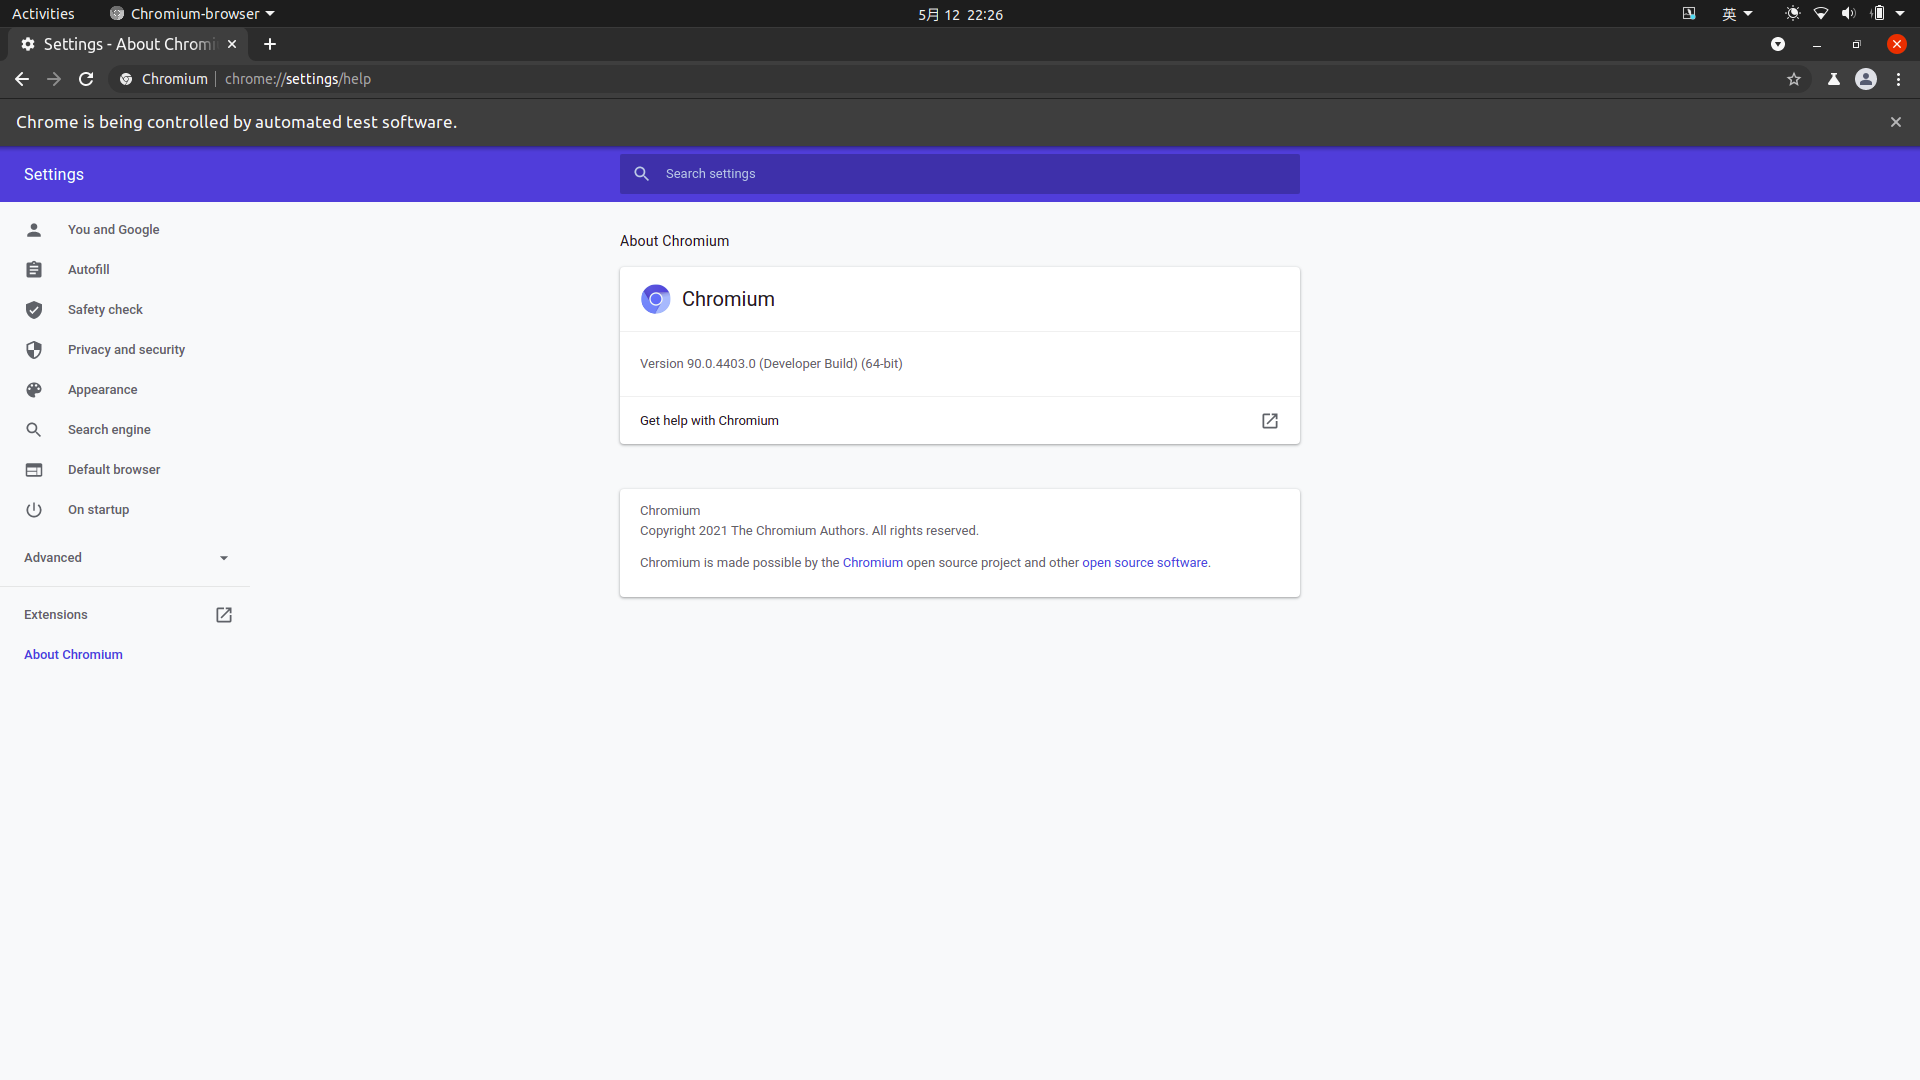 Activities
Chromium-browser
5月 12 22:26
英
Settings - About Chromi
Chromium
chrome://settings/help
Chrome is being controlled by automated test software.
Settings
Search settings
You and Google
Autofill
Safety check
Privacy and security
Appearance
Search engine
Default browser
On startup
Advanced
Extensions
About Chromium
About Chromium
Chromium
Version 90.0.4403.0 (Developer Build) (64-bit)
Get help with Chromium
Chromium
Copyright 2021 The Chromium Authors. All rights reserved.
Chromium is made possible by the Chromium open source project and other open source software.